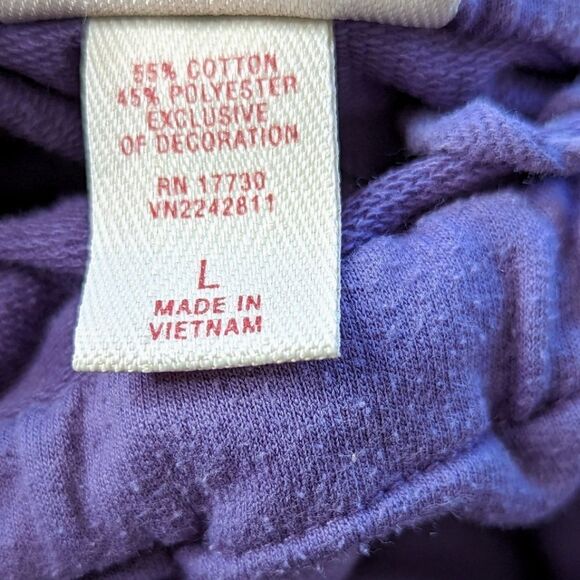 55% COTTON
45% POLYESTER
EXCLUSIVE
OF DECORATION
RN 17730
VN2242811
L
MADE IN
VIETNAM